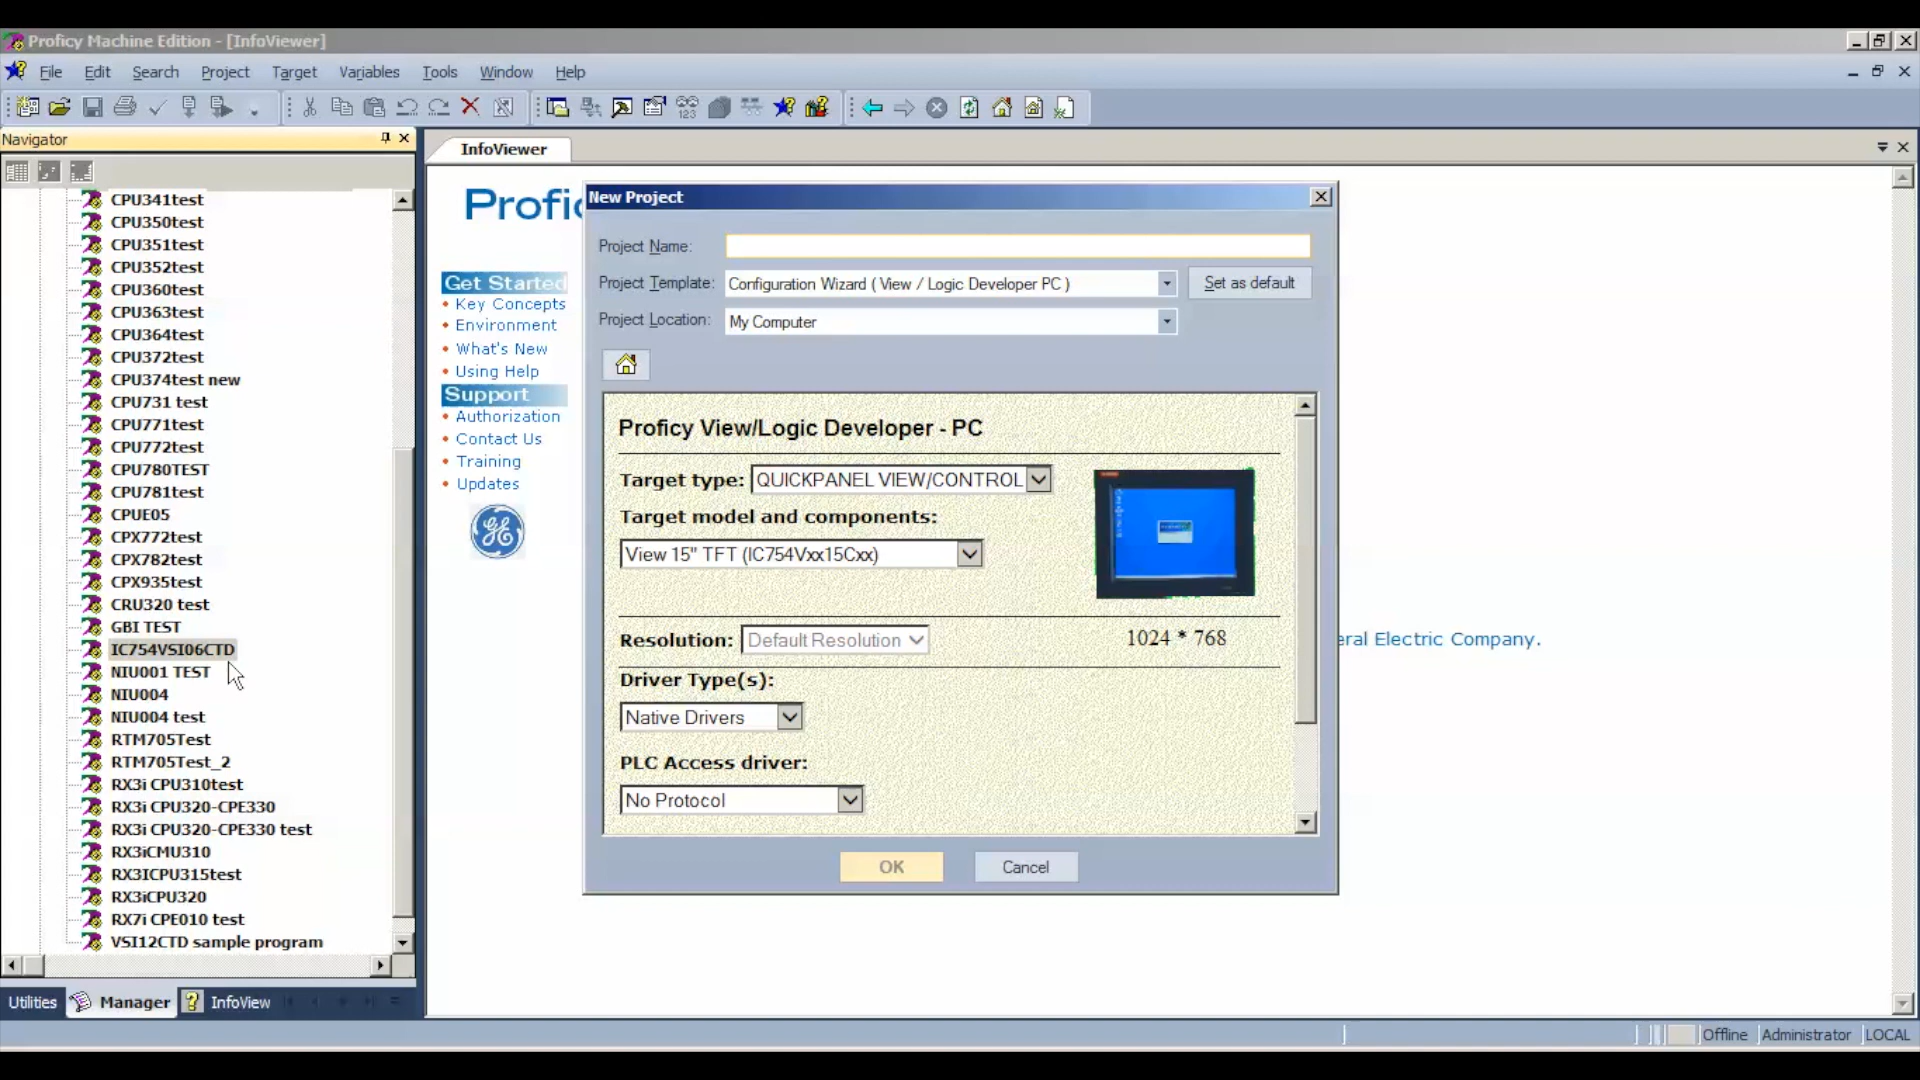 Proficy Machine Edition - [InfoViewer]
File Edit Search Project Target Variables Tools Window Help
Navigator
CPU341test
CPU350test
CPU351test
CPU352test
CPU360test
CPU363test
CPU364test
CPU372test
CPU374test new
CPU731 test
CPU771test
CPU772test
CPU780TEST
CPU781test
CPUE05
CPX772test
CPX782test
CPX935test
CRU320 test
GBI TEST
IC754VSI06CTD
NIU001 TEST
NIU004
NIU004 test
RTM705Test
RTM705Test_2
RX3i CPU310test
RX3i CPU320-CPE330
RX3i CPU320-CPE330 test
RX3iCMU310
RX3ICPU315test
RX3iCPU320
RX7i CPE010 test
VSI12CTD sample program
Utilities Manager InfoView
InfoViewer
Profic
Get Started
Key Concepts
Environment
What's New
Using Help
Support
Authorization
Contact Us
Training
Updates
eral Electric Company.
New Project
Project Name:
Project Template: Configuration Wizard ( View / Logic Developer PC ) Set as default
Project Location: My Computer
Proficy View/Logic Developer - PC
Target type: QUICKPANEL VIEW/CONTROL
Target model and components:
View 15" TFT (IC754Vxx15Cxx)
Resolution: Default Resolution 1024 * 768
Driver Type(s):
Native Drivers
PLC Access driver:
No Protocol
OK Cancel
Offline Administrator LOCAL